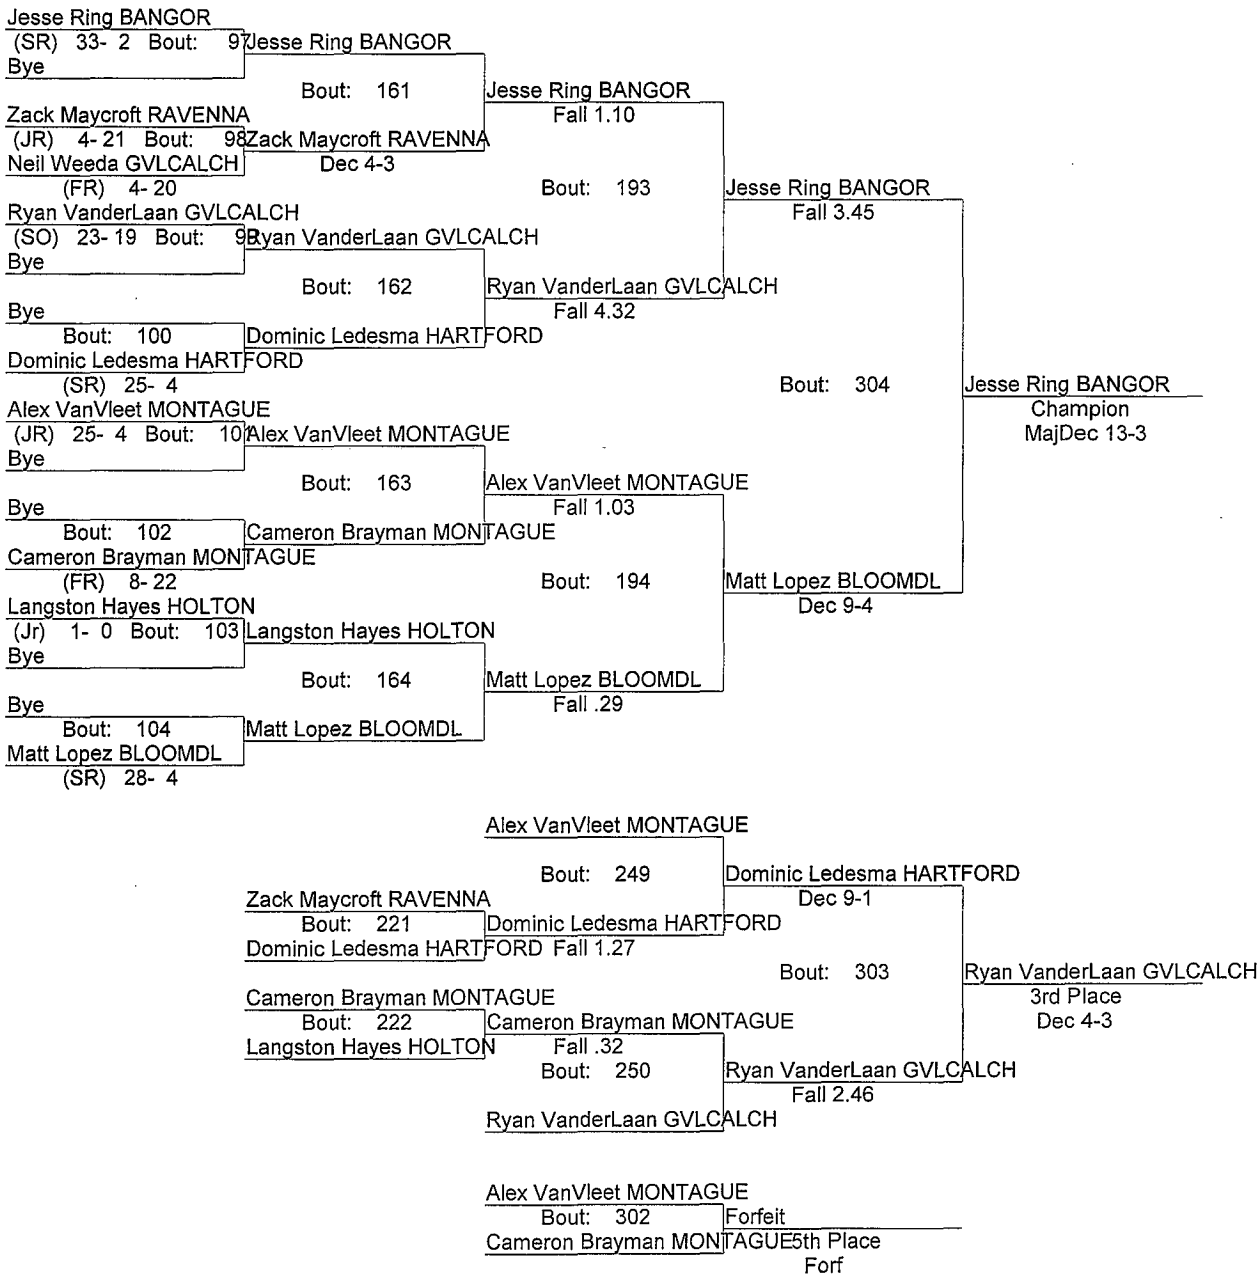 Jesse Ring BANGOR
(SR) 33- 2 Bout: 97 Jesse Ring BANGOR
Bye
Bout: 161 Jesse Ring BANGOR
Zack Maycroft RAVENNA Fall 1.10
(JR) 4- 21 Bout: 98 Zack Maycroft RAVENNA
Neil Weeda GVLCALCH Dec 4-3
(FR) 4- 20 Bout: 193 Jesse Ring BANGOR
Ryan VanderLaan GVLCALCH Fall 3.45
(SO) 23- 19 Bout: 99 Ryan VanderLaan GVLCALCH
Bye
Bout: 162 Ryan VanderLaan GVLCALCH
Bye Fall 4.32
Bout: 100 Dominic Ledesma HARTFORD
Dominic Ledesma HARTFORD
(SR) 25- 4 Bout: 304 Jesse Ring BANGOR
Alex VanVleet MONTAGUE Champion
(JR) 25- 4 Bout: 101 Alex VanVleet MONTAGUE MajDec 13-3
Bye
Bout: 163 Alex VanVleet MONTAGUE
Bye Fall 1.03
Bout: 102 Cameron Brayman MONTAGUE
Cameron Brayman MONTAGUE
(FR) 8- 22 Bout: 194 Matt Lopez BLOOMDL
Langston Hayes HOLTON Dec 9-4
(Jr) 1- 0 Bout: 103 Langston Hayes HOLTON
Bye
Bout: 164 Matt Lopez BLOOMDL
Bye Fall .29
Bout: 104 Matt Lopez BLOOMDL
Matt Lopez BLOOMDL
(SR) 28- 4
Alex VanVleet MONTAGUE
Bout: 249 Dominic Ledesma HARTFORD
Zack Maycroft RAVENNA Dec 9-1
Bout: 221 Dominic Ledesma HARTFORD
Dominic Ledesma HARTFORD Fall 1.27
Bout: 303 Ryan VanderLaan GVLCALCH
Cameron Brayman MONTAGUE 3rd Place
Bout: 222 Cameron Brayman MONTAGUE Dec 4-3
Langston Hayes HOLTON Fall .32
Bout: 250 Ryan VanderLaan GVLCALCH
Fall 2.46
Ryan VanderLaan GVLCALCH
Alex VanVleet MONTAGUE
Bout: 302 Forfeit
Cameron Brayman MONTAGUE 5th Place
Forf